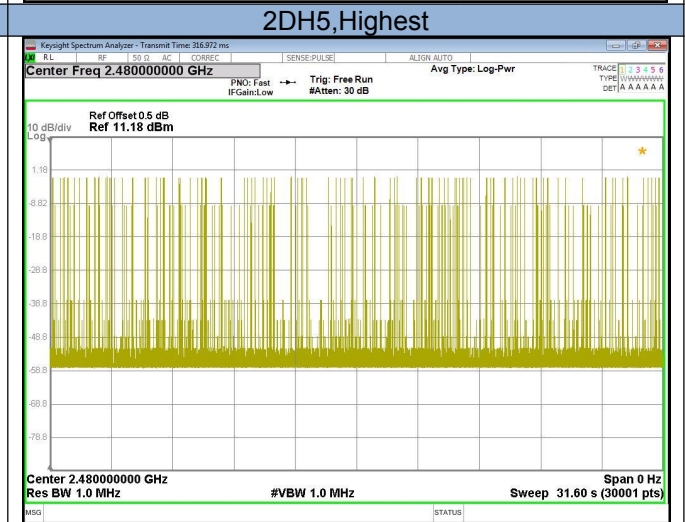 2DH5,Highest
Keysight Spectrum Analyzer - Transmit Time: 316.972 ms
LXI RL RF 50 Ω AC CORREC SENSE:PULSE ALIGN AUTO
Center Freq 2.480000000 GHz
PNO: Fast
IFGain:Low
Trig: Free Run
#Atten: 30 dB
Avg Type: Log-Pwr
TRACE 1 2 3 4 5 6
TYPE WWWWWW
DET A A A A A A
Ref Offset 0.5 dB
10 dB/div Ref 11.18 dBm
Log
*
1.18
-8.82
-18.8
-28.8
-38.8
-48.8
-58.8
-68.8
-78.8
Center 2.480000000 GHz Span 0 Hz
Res BW 1.0 MHz #VBW 1.0 MHz Sweep 31.60 s (30001 pts)
MSG STATUS